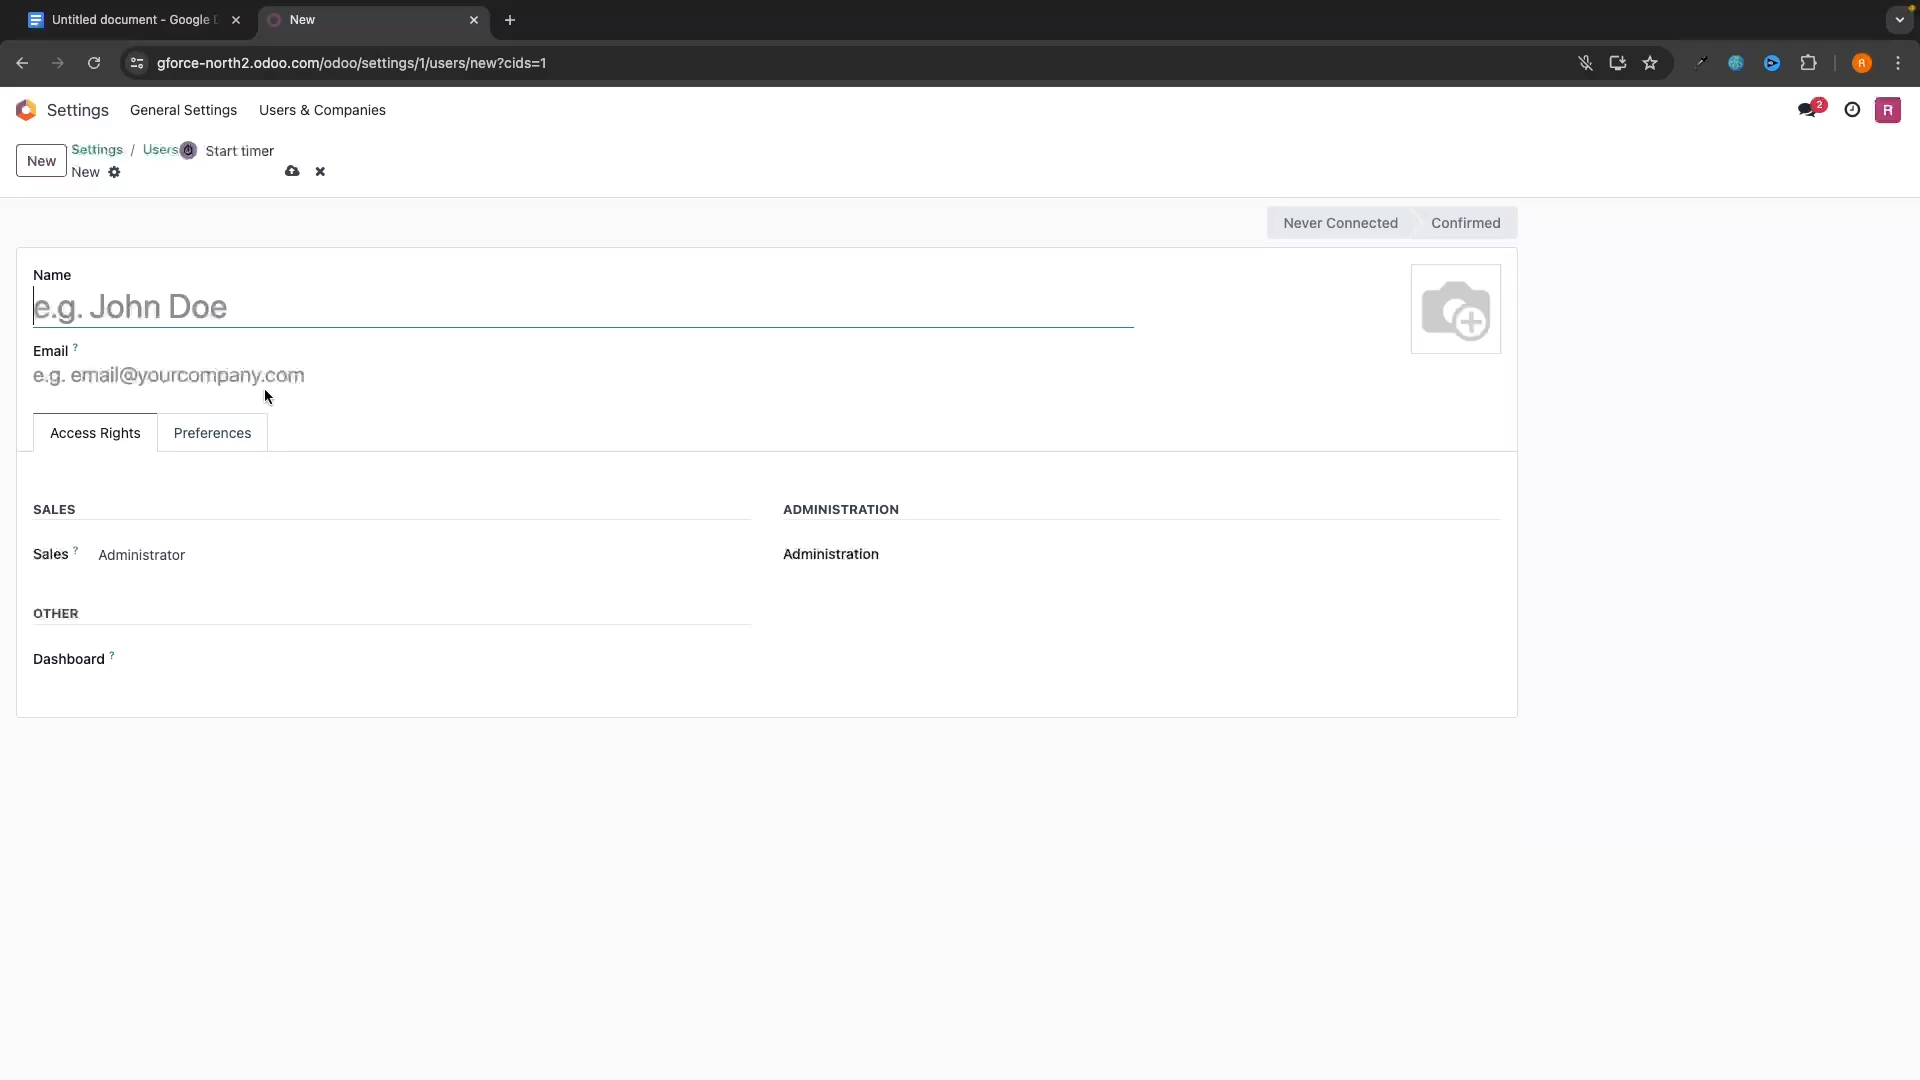 Untitled document - Google D
New
gforce-north2.odoo.com/odoo/settings/1/users/new?cids=1
R
Settings General Settings Users & Companies
2
R
New
Settings / Users Start timer
New
Never Connected Confirmed
Name
e.g. John Doe
Email ?
e.g. email@yourcompany.com
Access Rights Preferences
SALES
Sales ? Administrator
ADMINISTRATION
Administration
OTHER
Dashboard ?